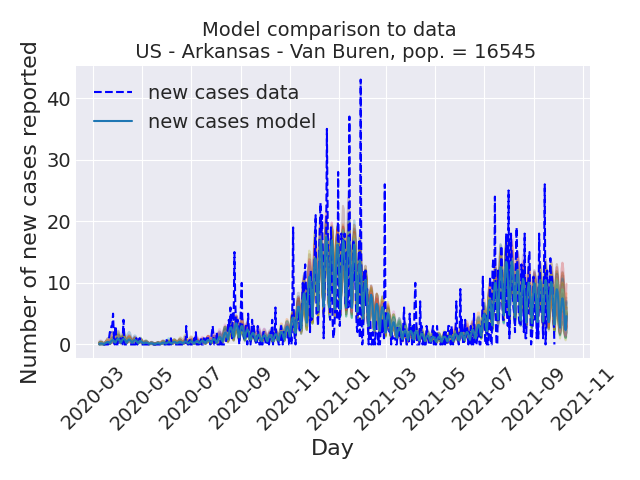 Model comparison to data
US - Arkansas - Van Buren, pop. = 16545
Number of new cases reported
40
30
20
10
0
new cases data
new cases model
2020-03
2020-05
2020-07
2020-09
2020-11
2021-01
2021-03
2021-05
2021-07
2021-09
2021-11
Day